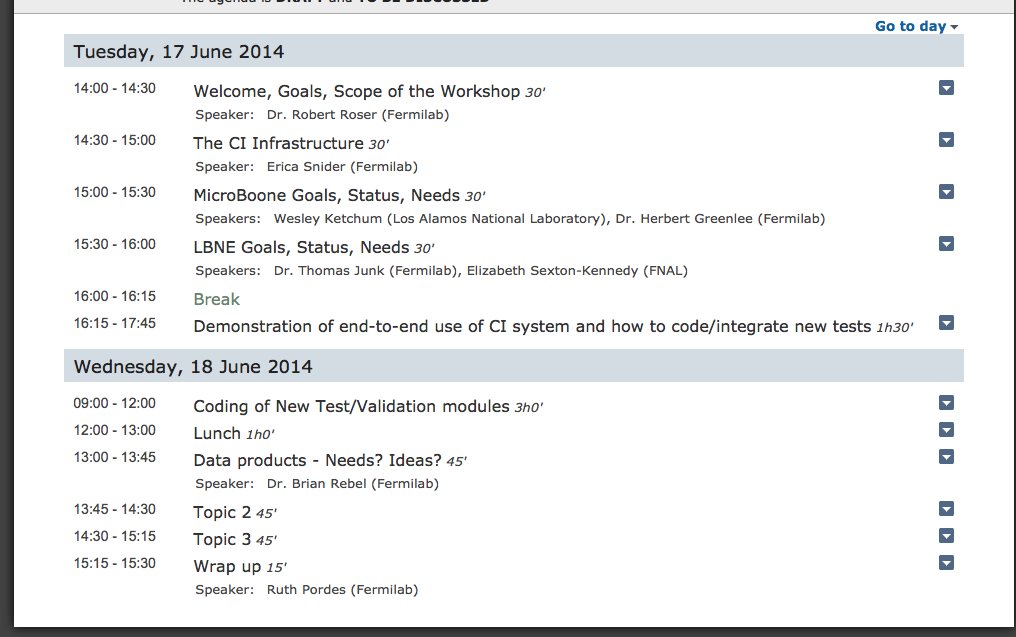 The agenda is DRAFT and TO BE DISCUSSED
Go to day
Tuesday, 17 June 2014
14:00 - 14:30 Welcome, Goals, Scope of the Workshop 30'
Speaker: Dr. Robert Roser (Fermilab)
14:30 - 15:00 The CI Infrastructure 30'
Speaker: Erica Snider (Fermilab)
15:00 - 15:30 MicroBoone Goals, Status, Needs 30'
Speakers: Wesley Ketchum (Los Alamos National Laboratory), Dr. Herbert Greenlee (Fermilab)
15:30 - 16:00 LBNE Goals, Status, Needs 30'
Speakers: Dr. Thomas Junk (Fermilab), Elizabeth Sexton-Kennedy (FNAL)
16:00 - 16:15 Break
16:15 - 17:45 Demonstration of end-to-end use of CI system and how to code/integrate new tests 1h30'
Wednesday, 18 June 2014
09:00 - 12:00 Coding of New Test/Validation modules 3h0'
12:00 - 13:00 Lunch 1h0'
13:00 - 13:45 Data products - Needs? Ideas? 45'
Speaker: Dr. Brian Rebel (Fermilab)
13:45 - 14:30 Topic 2 45'
14:30 - 15:15 Topic 3 45'
15:15 - 15:30 Wrap up 15'
Speaker: Ruth Pordes (Fermilab)